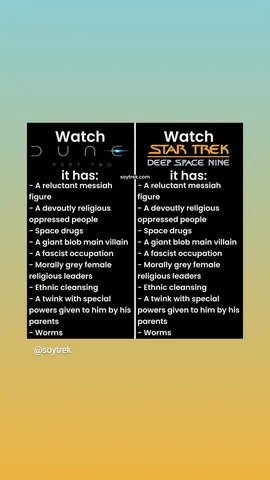 Watch
DUNE
PART TWO
it has:
- A reluctant messiah
figure
- A devoutly religious
oppressed people
- Space drugs
- A giant blob main villain
- A fascist occupation
- Morally grey female
religious leaders
- Ethnic cleansing
- A twink with special
powers given to him by his
parents
- Worms
Watch
STAR TREK
DEEP SPACE NINE
it has:
- A reluctant messiah
figure
- A devoutly religious
oppressed people
- Space drugs
- A giant blob main villain
- A fascist occupation
- Morally grey female
religious leaders
- Ethnic cleansing
- A twink with special
powers given to him by his
parents
- Worms
soytrek.com
@soytrek